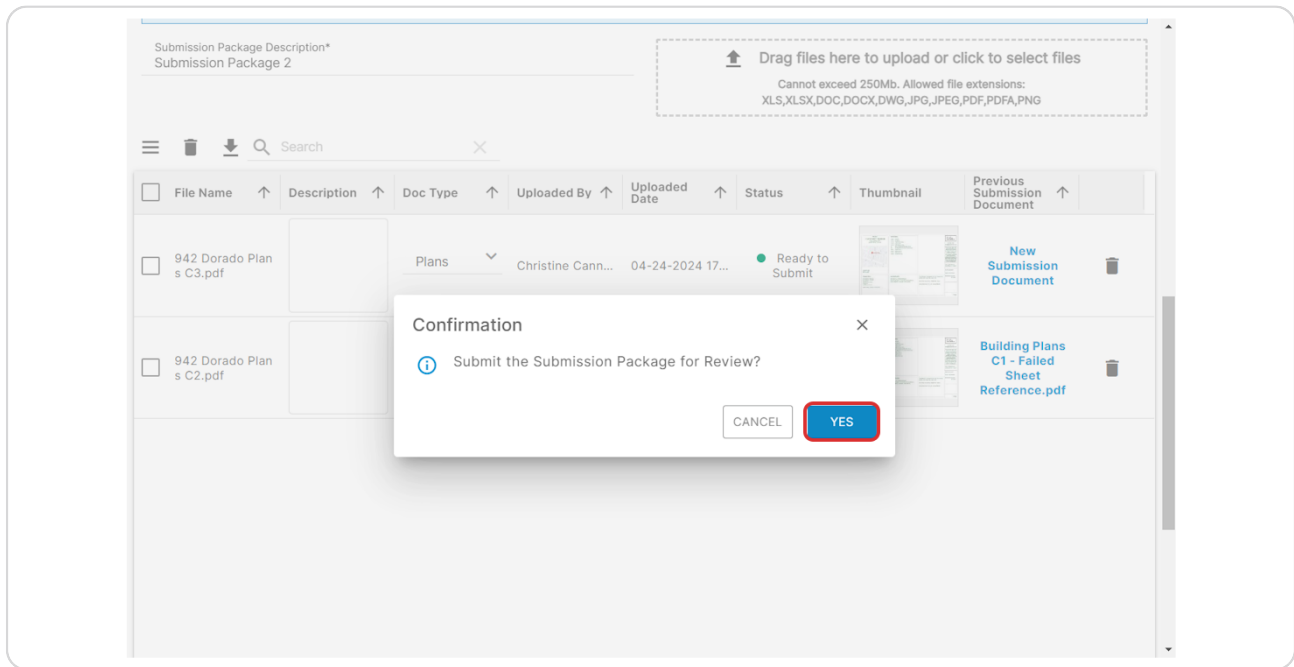 Submission Package Description*
Submission Package 2
Drag files here to upload or click to select files
Cannot exceed 250Mb. Allowed file extensions:
XLS,XLSX,DOC,DOCX,DWG,JPG,JPEG,PDF,PDFA,PNG
Search
File Name
Description
Doc Type
Uploaded By
Uploaded
Date
Status
Thumbnail
Previous
Submission
Document
942 Dorado Plan
s C3.pdf
Plans
Christine Cann...
04-24-2024 17...
Ready to
Submit
New
Submission
Document
942 Dorado Plan
s C2.pdf
Building Plans
C1 - Failed
Sheet
Reference.pdf
Confirmation
Submit the Submission Package for Review?
CANCEL
YES